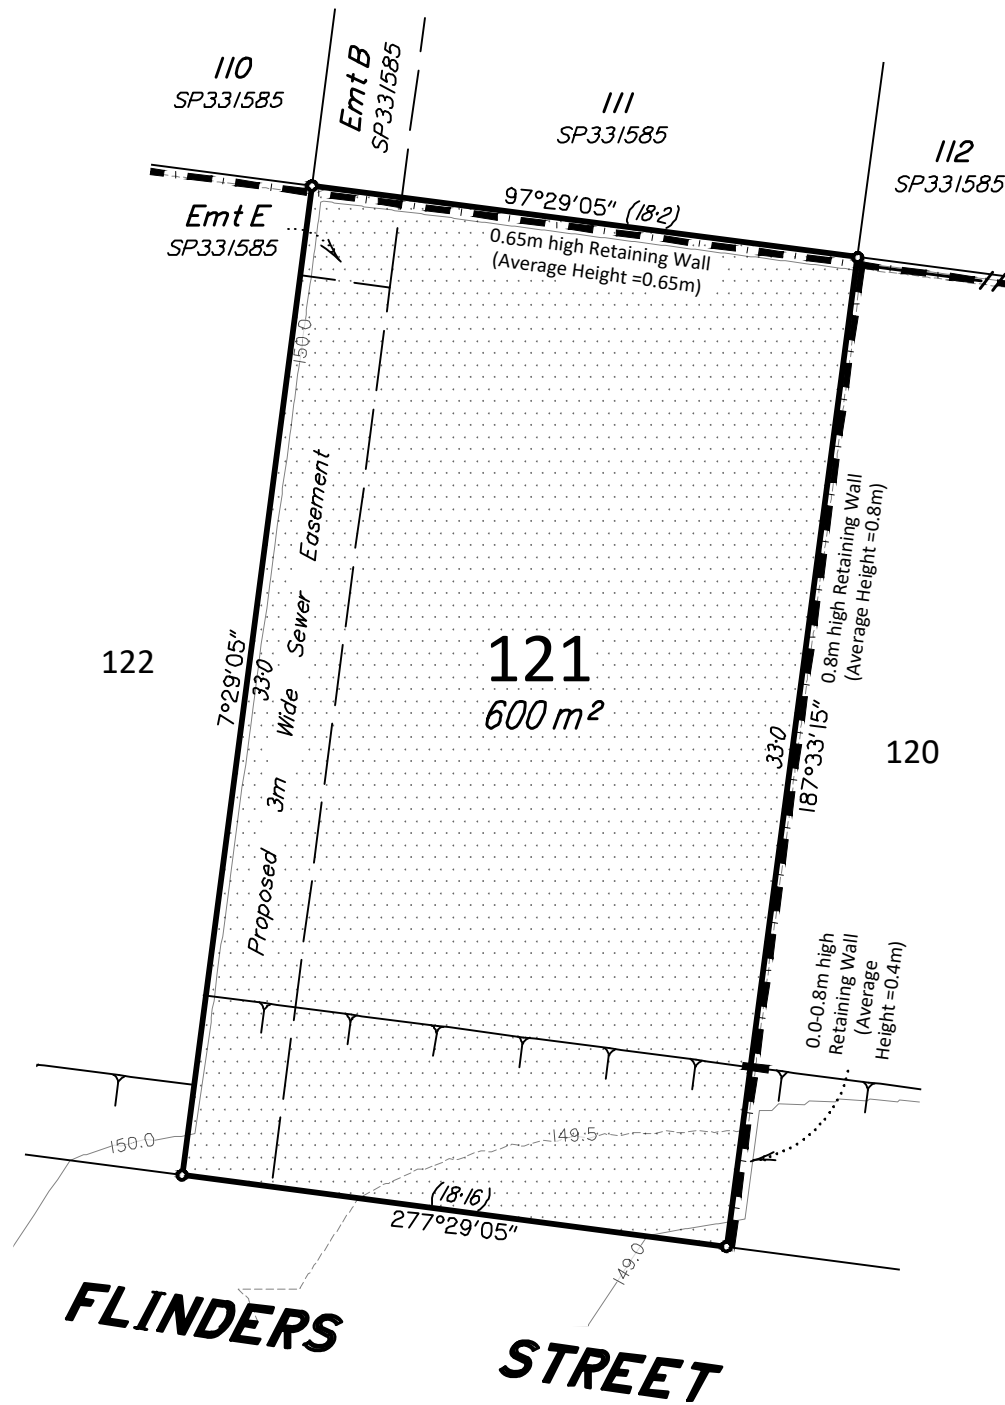 110
SP331585
Emt B
SP331585
111
SP331585
112
SP331585
97°29'05" (18·2)
Emt E
SP331585
0.65m high Retaining Wall
(Average Height =0.65m)
150.0
0.8m high Retaining Wall
(Average Height =0.8m)
7°29'05"
33·0
122
Proposed 3m Wide Sewer Easement
121
600 m²
33·0
187°33'15"
120
0.0-0.8m high
Retaining Wall
(Average
Height =0.4m)
150.0
149.5
(18·16)
277°29'05"
149.0
FLINDERS STREET